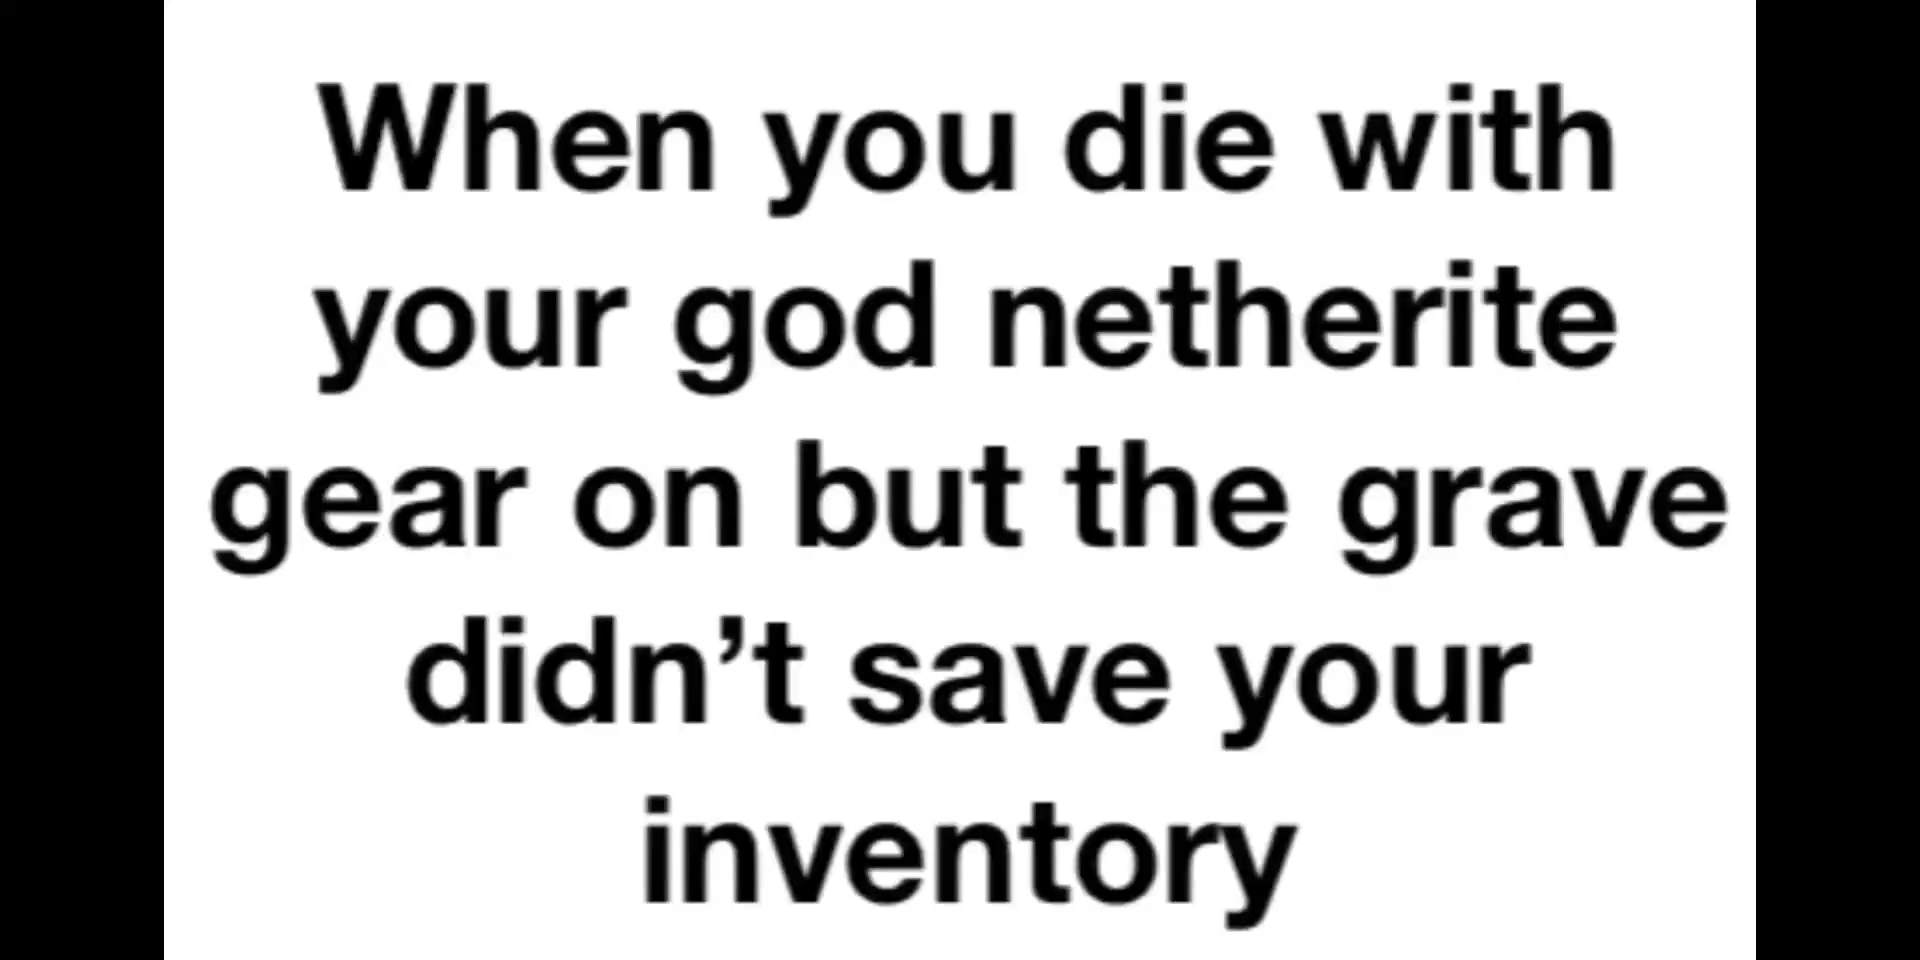 When you die with
your god netherite
gear on but the grave
didn’t save your
inventory